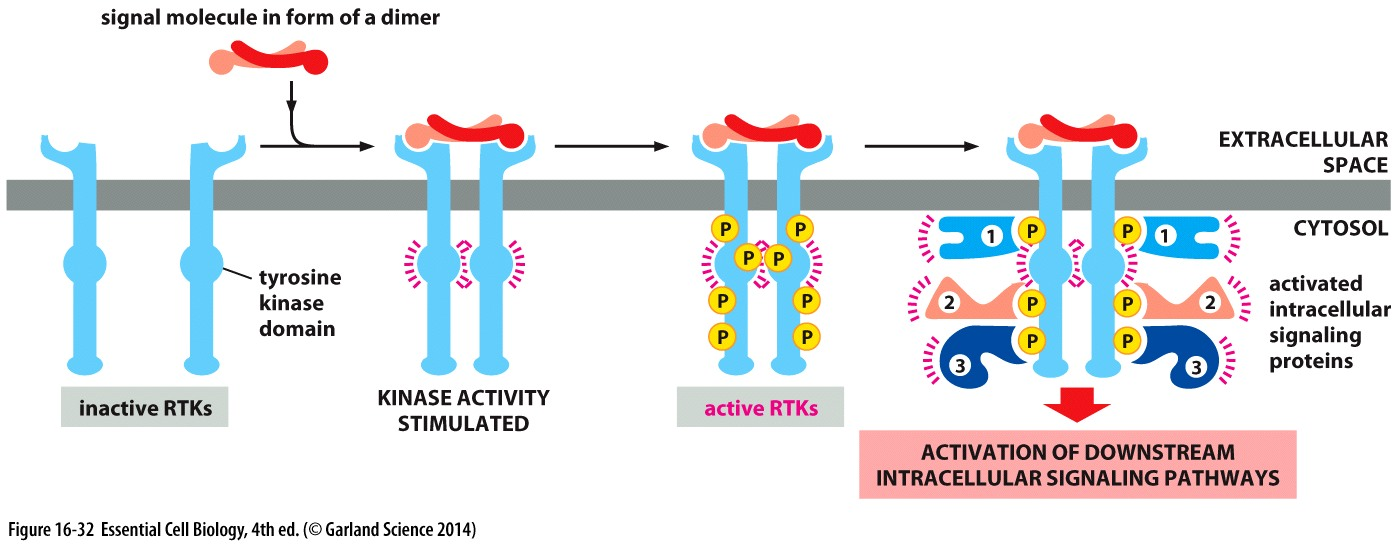 signal molecule in form of a dimer
EXTRACELLULAR
SPACE
CYTOSOL
tyrosine
kinase
domain
P
P
P
P
P
P
P
P
1
P
P
1
2
P
P
2
3
P
P
3
activated
intracellular
signaling
proteins
inactive RTKs
KINASE ACTIVITY
STIMULATED
active RTKs
ACTIVATION OF DOWNSTREAM
INTRACELLULAR SIGNALING PATHWAYS
Figure 16-32 Essential Cell Biology, 4th ed. (© Garland Science 2014)